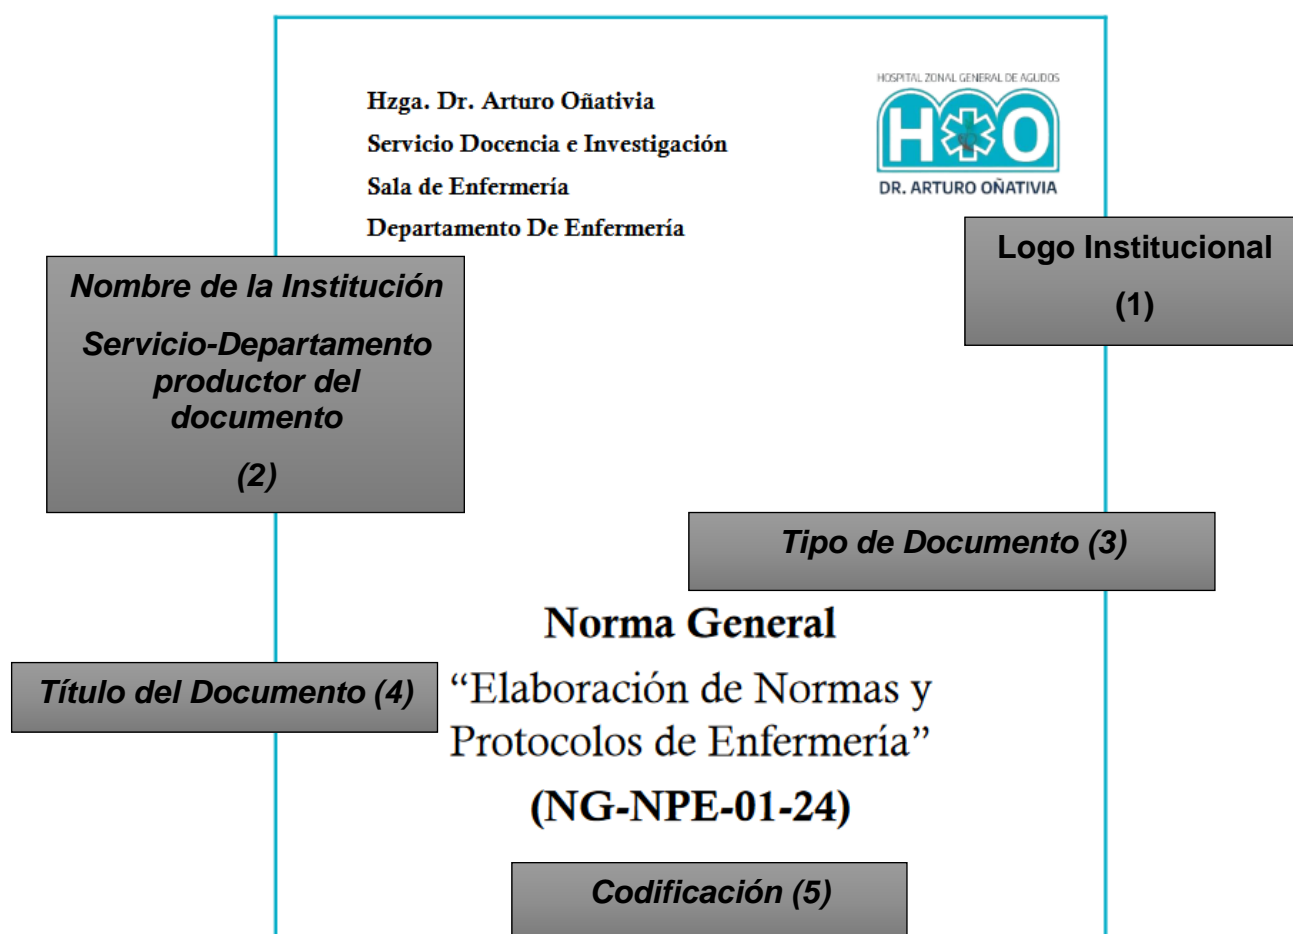 HOSPITAL ZONAL GENERAL DE AGUDOS
H O
DR. ARTURO OÑATIVIA
Hzga. Dr. Arturo Oñativia
Servicio Docencia e Investigación
Sala de Enfermería
Departamento De Enfermería
Logo Institucional
(1)
Nombre de la Institución
Servicio-Departamento
productor del
documento
(2)
Tipo de Documento (3)
Norma General
Título del Documento (4)
“Elaboración de Normas y
Protocolos de Enfermería”
(NG-NPE-01-24)
Codificación (5)